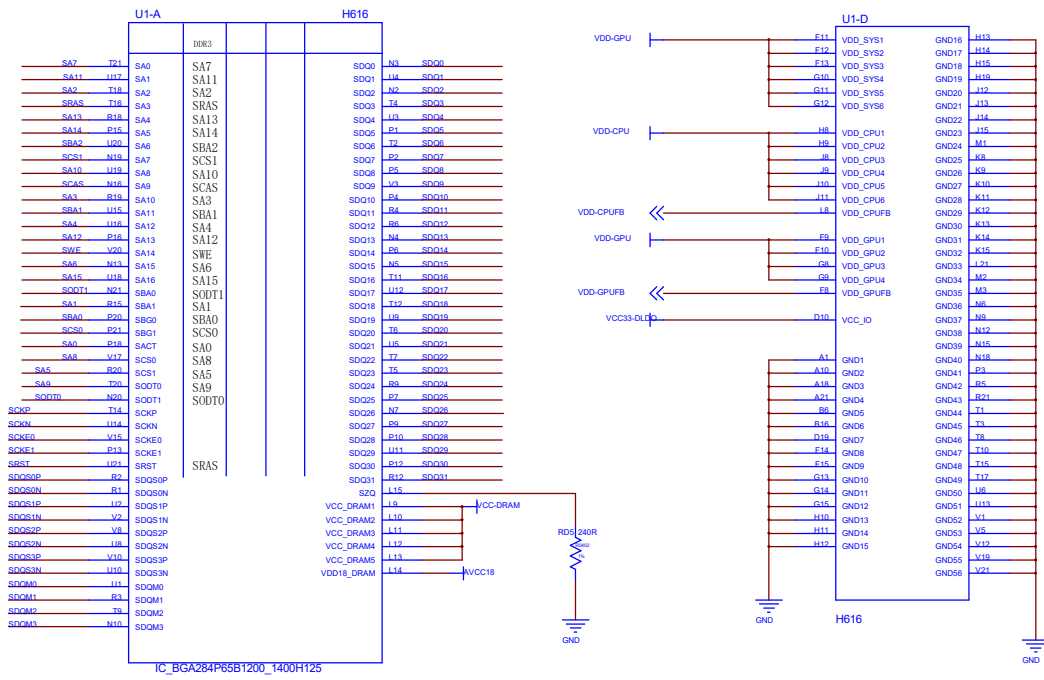 U1-A H616
DDR3
SA7 T21 SA0 SA7 SDQ0 N3 SDQ0
SA11 U17 SA1 SA11 SDQ1 U4 SDQ1
SA2 T18 SA2 SA2 SDQ2 N2 SDQ2
SRAS T16 SA3 SRAS SDQ3 T4 SDQ3
SA13 R18 SA4 SA13 SDQ4 U3 SDQ4
SA14 P15 SA5 SA14 SDQ5 P1 SDQ5
SBA2 U20 SA6 SBA2 SDQ6 T2 SDQ6
SCS1 N19 SA7 SCS1 SDQ7 P2 SDQ7
SA10 U19 SA8 SA10 SDQ8 P5 SDQ8
SCAS N16 SA9 SCAS SDQ9 V3 SDQ9
SA3 R19 SA10 SA3 SDQ10 P4 SDQ10
SBA1 U15 SA11 SBA1 SDQ11 R4 SDQ11
SA4 U16 SA12 SA4 SDQ12 R6 SDQ12
SA12 P16 SA13 SA12 SDQ13 N4 SDQ13
SWE V20 SA14 SWE SDQ14 P6 SDQ14
SA6 N13 SA15 SA6 SDQ15 N5 SDQ15
SA15 U18 SA16 SA15 SDQ16 T11 SDQ16
SODT1 N21 SBA0 SODT1 SDQ17 U12 SDQ17
SA1 R15 SBA1 SA1 SDQ18 T12 SDQ18
SBA0 P20 SBG0 SBA0 SDQ19 U9 SDQ19
SCS0 P21 SBG1 SCS0 SDQ20 T6 SDQ20
SA0 P18 SACT SA0 SDQ21 U5 SDQ21
SA8 V17 SCS0 SA8 SDQ22 T7 SDQ22
SA5 R20 SCS1 SA5 SDQ23 T5 SDQ23
SA9 T20 SODT0 SA9 SDQ24 R9 SDQ24
SODT0 N20 SODT1 SODT0 SDQ25 P7 SDQ25
SCKP T14 SCKP SDQ26 N7 SDQ26
SCKN U14 SCKN SDQ27 P9 SDQ27
SCKE0 V15 SCKE0 SDQ28 P10 SDQ28
SCKE1 P13 SCKE1 SDQ29 U11 SDQ29
SRST U21 SRST SRAS SDQ30 P12 SDQ30
SDQS0P R2 SDQS0P SDQ31 R12 SDQ31
SDQS0N R1 SDQS0N SZQ L15
SDQS1P U2 SDQS1P VCC_DRAM1 L9 VCC-DRAM
SDQS1N V2 SDQS1N VCC_DRAM2 L10
SDQS2P V8 SDQS2P VCC_DRAM3 L11
SDQS2N U8 SDQS2N VCC_DRAM4 L12
SDQS3P V10 SDQS3P VCC_DRAM5 L13
SDQS3N U10 SDQS3N VDD18_DRAM L14 AVCC18
SDQM0 U1 SDQM0
SDQM1 R3 SDQM1
SDQM2 T9 SDQM2
SDQM3 N10 SDQM3
IC_BGA284P65B1200_1400H125
RD5 240R
1%
GND
U1-D
VDD-GPU E11 VDD_SYS1 GND16 H13
E12 VDD_SYS2 GND17 H14
E13 VDD_SYS3 GND18 H15
G10 VDD_SYS4 GND19 H19
G11 VDD_SYS5 GND20 J12
G12 VDD_SYS6 GND21 J13
GND22 J14
VDD-CPU H8 VDD_CPU1 GND23 J15
H9 VDD_CPU2 GND24 M1
J8 VDD_CPU3 GND25 K8
J9 VDD_CPU4 GND26 K9
J10 VDD_CPU5 GND27 K10
J11 VDD_CPU6 GND28 K11
VDD-CPUFB L8 VDD_CPUFB GND29 K12
GND30 K13
VDD-GPU F9 VDD_GPU1 GND31 K14
F10 VDD_GPU2 GND32 K15
G8 VDD_GPU3 GND33 L21
G9 VDD_GPU4 GND34 M2
VDD-GPUFB F8 VDD_GPUFB GND35 M3
GND36 N6
VCC33-DLDO D10 VCC_IO GND37 N9
GND38 N12
GND39 N15
A1 GND1 GND40 N18
A10 GND2 GND41 P3
A18 GND3 GND42 R5
A21 GND4 GND43 R21
B6 GND5 GND44 T1
B16 GND6 GND45 T3
D19 GND7 GND46 T8
F14 GND8 GND47 T10
F15 GND9 GND48 T15
G13 GND10 GND49 T17
G14 GND11 GND50 U6
G15 GND12 GND51 U13
H10 GND13 GND52 V1
H11 GND14 GND53 V5
H12 GND15 GND54 V12
GND55 V19
GND56 V21
GND
H616
GND